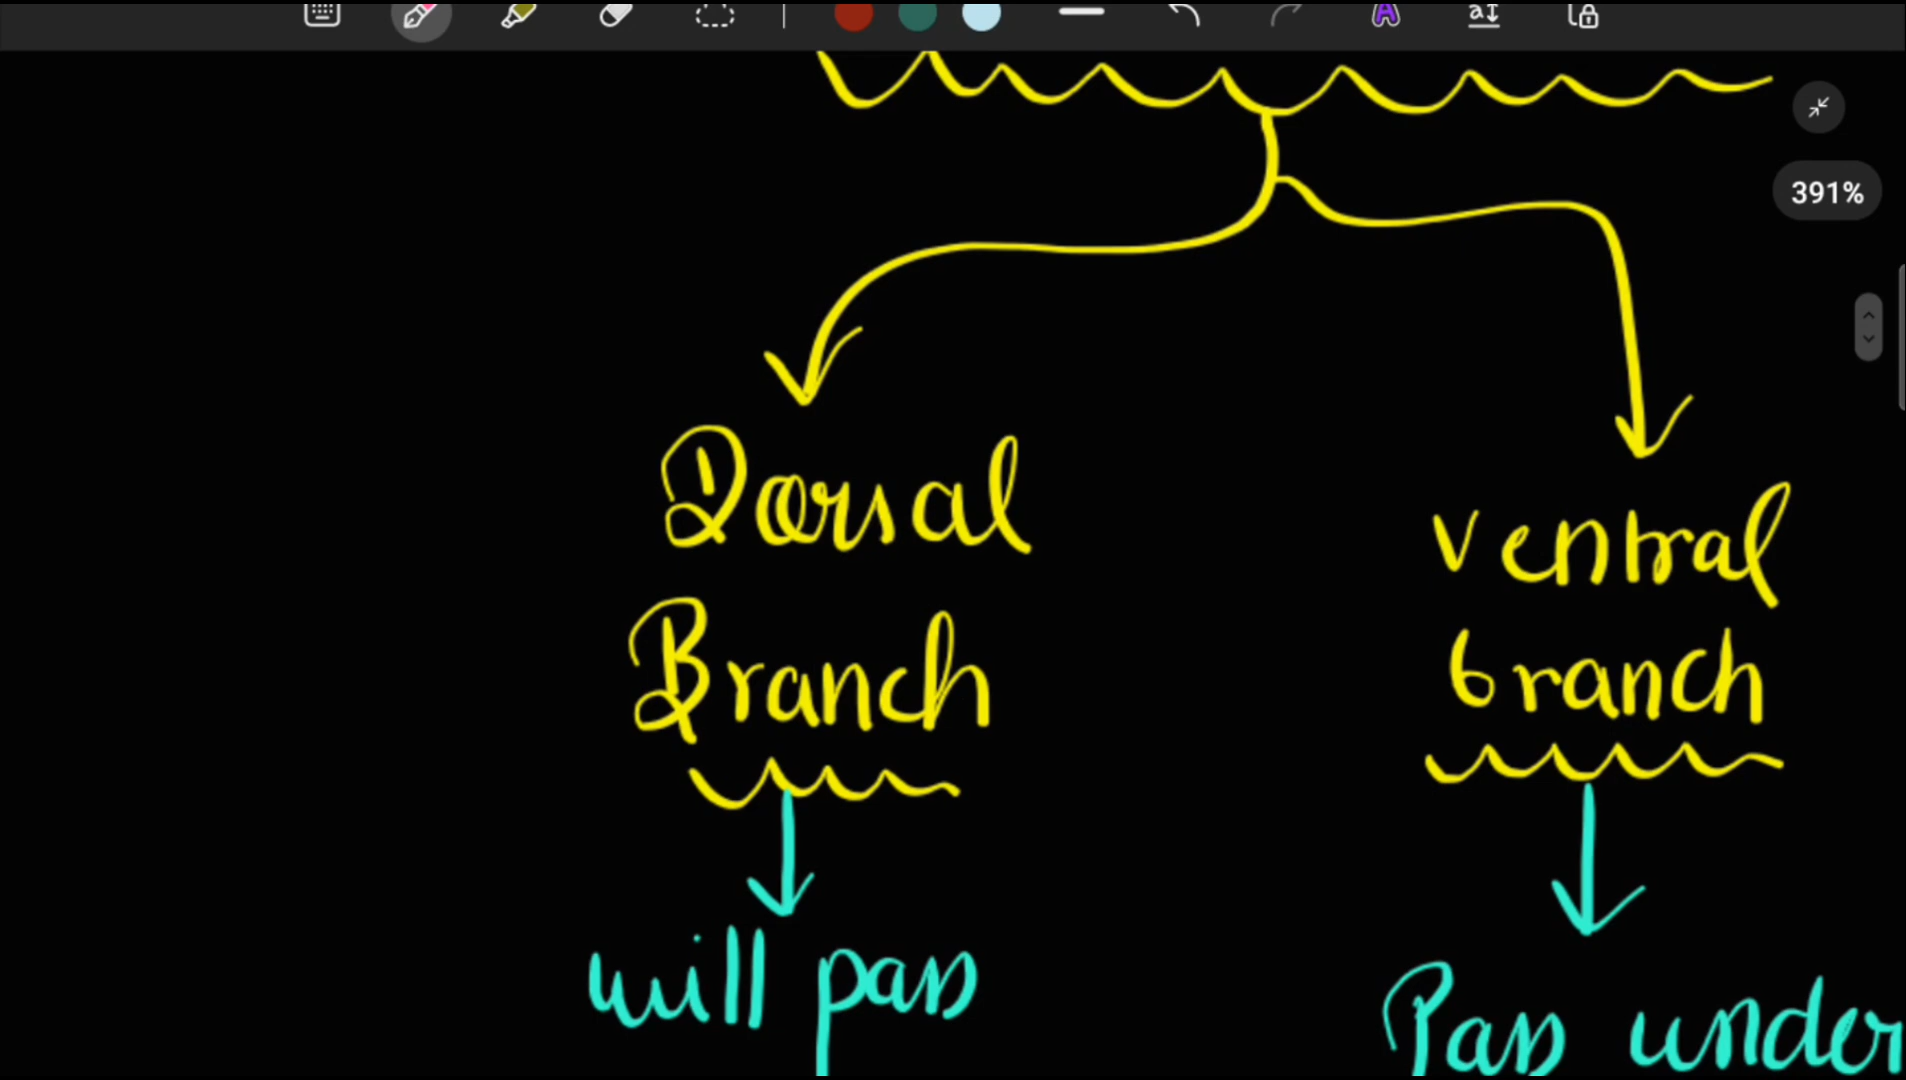 391%
Dorsal
Branch
ventral
branch
will pass
Pass under